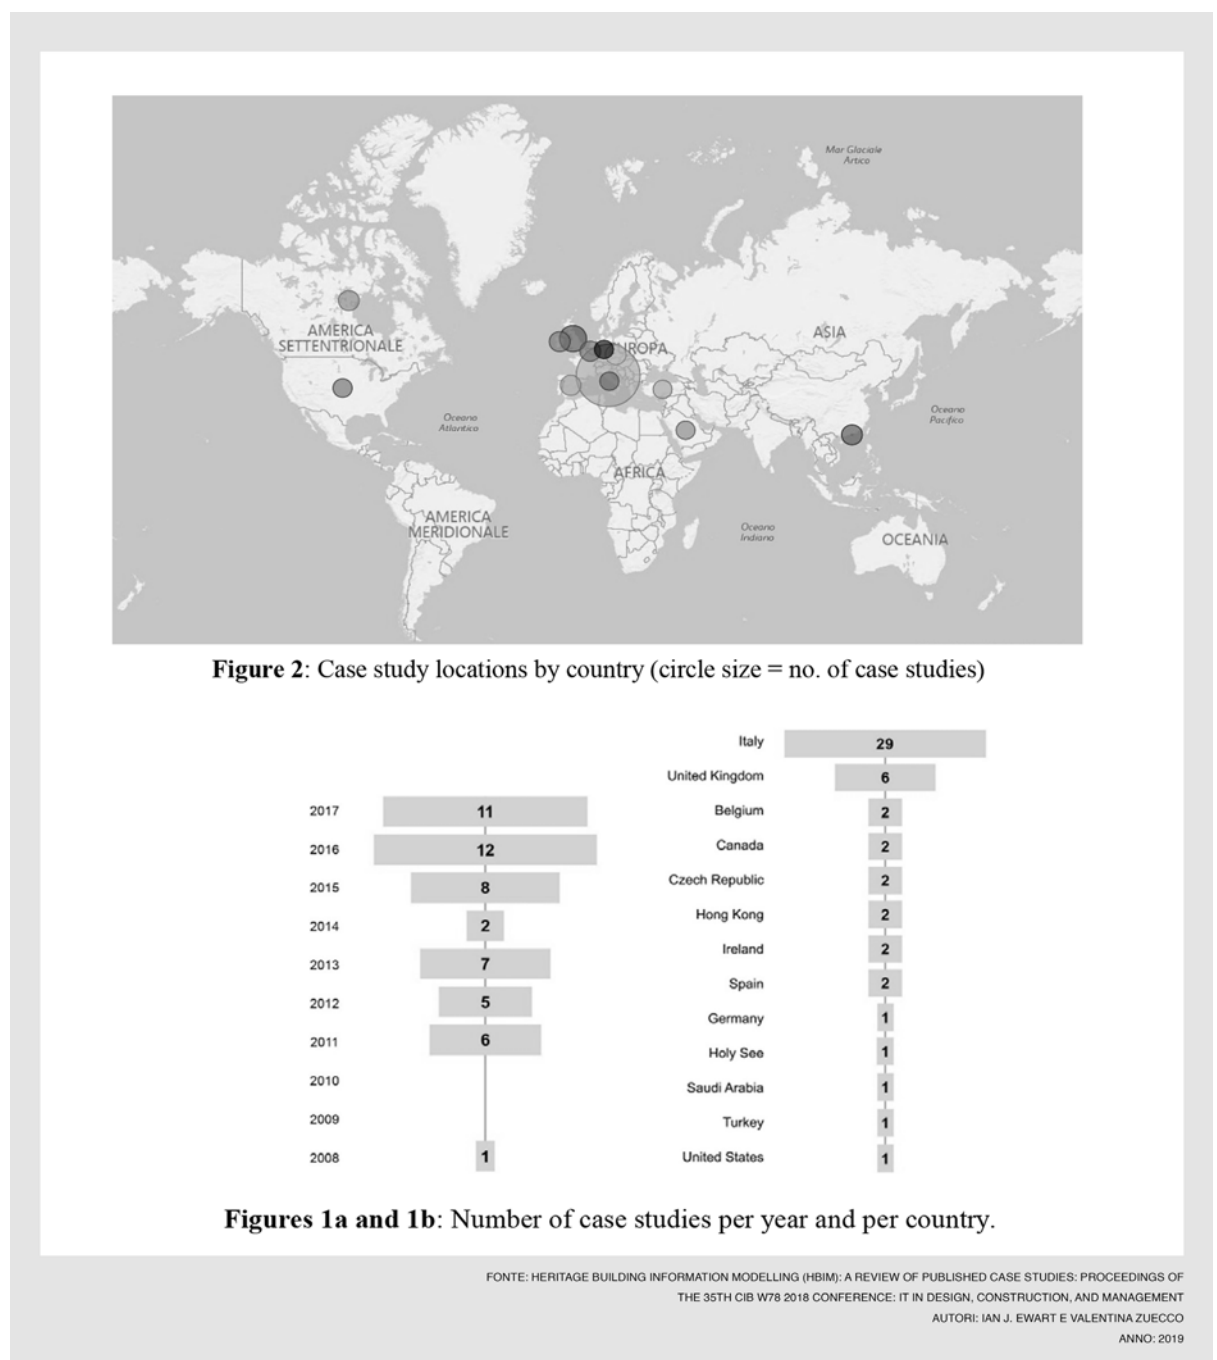 Mar Glaciale
Artico
AMERICA
SETTENTRIONALE
UROPA
ASIA
Oceano
Atlantico
Oceano
Pacifico
AFRICA
AMERICA
MERIDIONALE
Oceano
Indiano
OCEANIA
Figure 2: Case study locations by country (circle size = no. of case studies)
2017 11
2016 12
2015 8
2014 2
2013 7
2012 5
2011 6
2010
2009
2008 1
Italy 29
United Kingdom 6
Belgium 2
Canada 2
Czech Republic 2
Hong Kong 2
Ireland 2
Spain 2
Germany 1
Holy See 1
Saudi Arabia 1
Turkey 1
United States 1
Figures 1a and 1b: Number of case studies per year and per country.
FONTE: HERITAGE BUILDING INFORMATION MODELLING (HBIM): A REVIEW OF PUBLISHED CASE STUDIES: PROCEEDINGS OF
THE 35TH CIB W78 2018 CONFERENCE: IT IN DESIGN, CONSTRUCTION, AND MANAGEMENT
AUTORI: IAN J. EWART E VALENTINA ZUECCO
ANNO: 2019